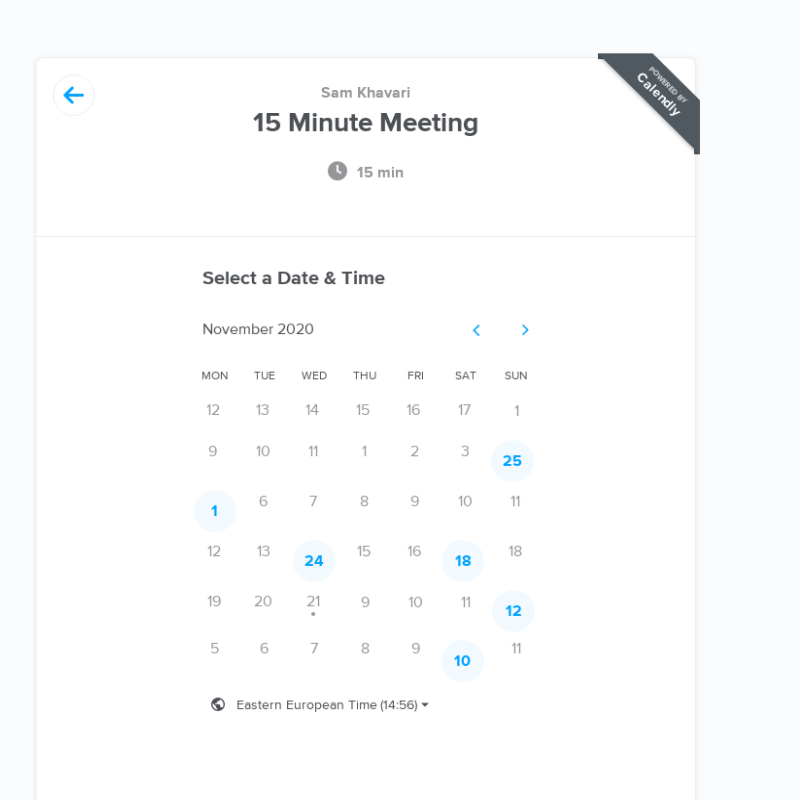 POWERED BY
Calendly
Sam Khavari
15 Minute Meeting
15 min
Select a Date & Time
November 2020
MON TUE WED THU FRI SAT SUN
12 13 14 15 16 17 1
9 10 11 1 2 3 25
1 6 7 8 9 10 11
12 13 24 15 16 18 18
19 20 21 9 10 11 12
5 6 7 8 9 10 11
Eastern European Time (14:56)